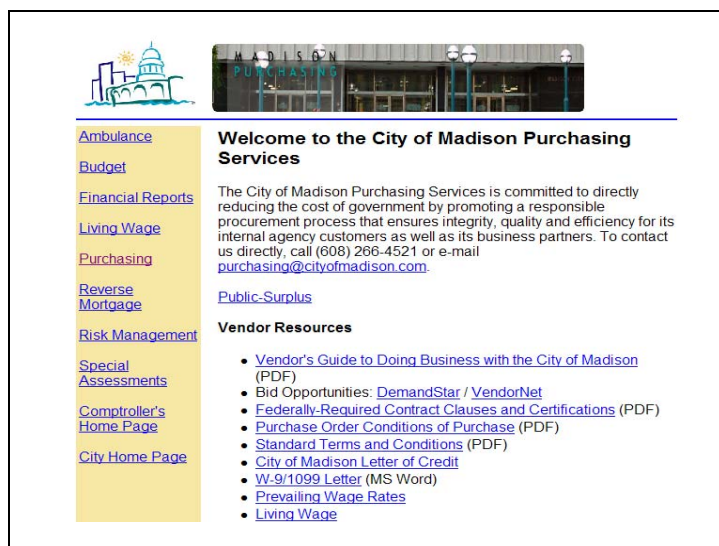 MADISON
PURCHASING
Ambulance
Budget
Financial Reports
Living Wage
Purchasing
Reverse
Mortgage
Risk Management
Special
Assessments
Comptroller's
Home Page
City Home Page
Welcome to the City of Madison Purchasing
Services
The City of Madison Purchasing Services is committed to directly
reducing the cost of government by promoting a responsible
procurement process that ensures integrity, quality and efficiency for its
internal agency customers as well as its business partners. To contact
us directly, call (608) 266-4521 or e-mail
purchasing@cityofmadison.com.
Public-Surplus
Vendor Resources
• Vendor's Guide to Doing Business with the City of Madison
(PDF)
• Bid Opportunities: DemandStar / VendorNet
• Federally-Required Contract Clauses and Certifications (PDF)
• Purchase Order Conditions of Purchase (PDF)
• Standard Terms and Conditions (PDF)
• City of Madison Letter of Credit
• W-9/1099 Letter (MS Word)
• Prevailing Wage Rates
• Living Wage